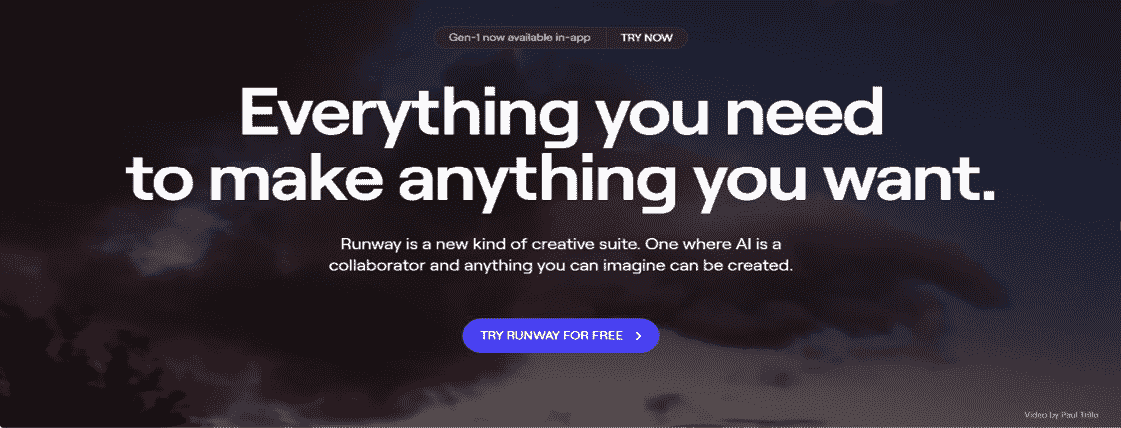 Gen-1 now available in-app TRY NOW
Everything you need
to make anything you want.
Runway is a new kind of creative suite. One where AI is a
collaborator and anything you can imagine can be created.
TRY RUNWAY FOR FREE >
Video by Paul Trillo